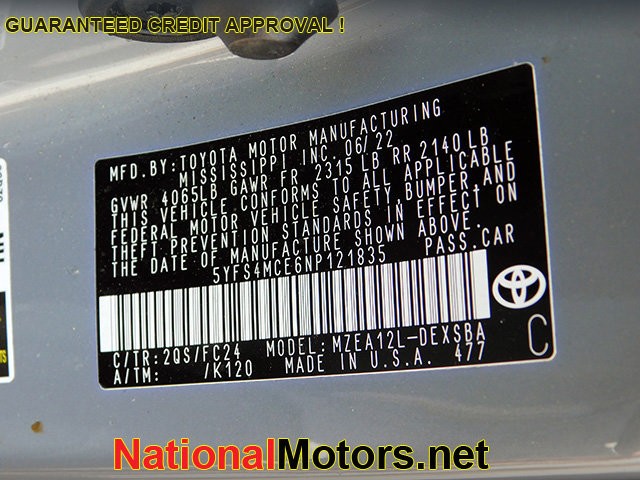 GUARANTEED CREDIT APPROVAL !
MFD. BY:TOYOTA MOTOR MANUFACTURING
MISSISSIPPI INC. 06/22
GVWR 4065LB GAWR FR 2315 LB RR 2140 LB
THIS VEHICLE CONFORMS TO ALL APPLICABLE
FEDERAL MOTOR VEHICLE SAFETY,BUMPER,AND
THEFT PREVENTION STANDARDS IN EFFECT ON
THE DATE OF MANUFACTURE SHOWN ABOVE.
5YFS4MCE6NP121835 PASS.CAR
C/TR:2QS/FC24 MODEL:MZEA12L-DEXSBA
A/TM: /K120 MADE IN U.S.A. 477
C
NationalMotors.net